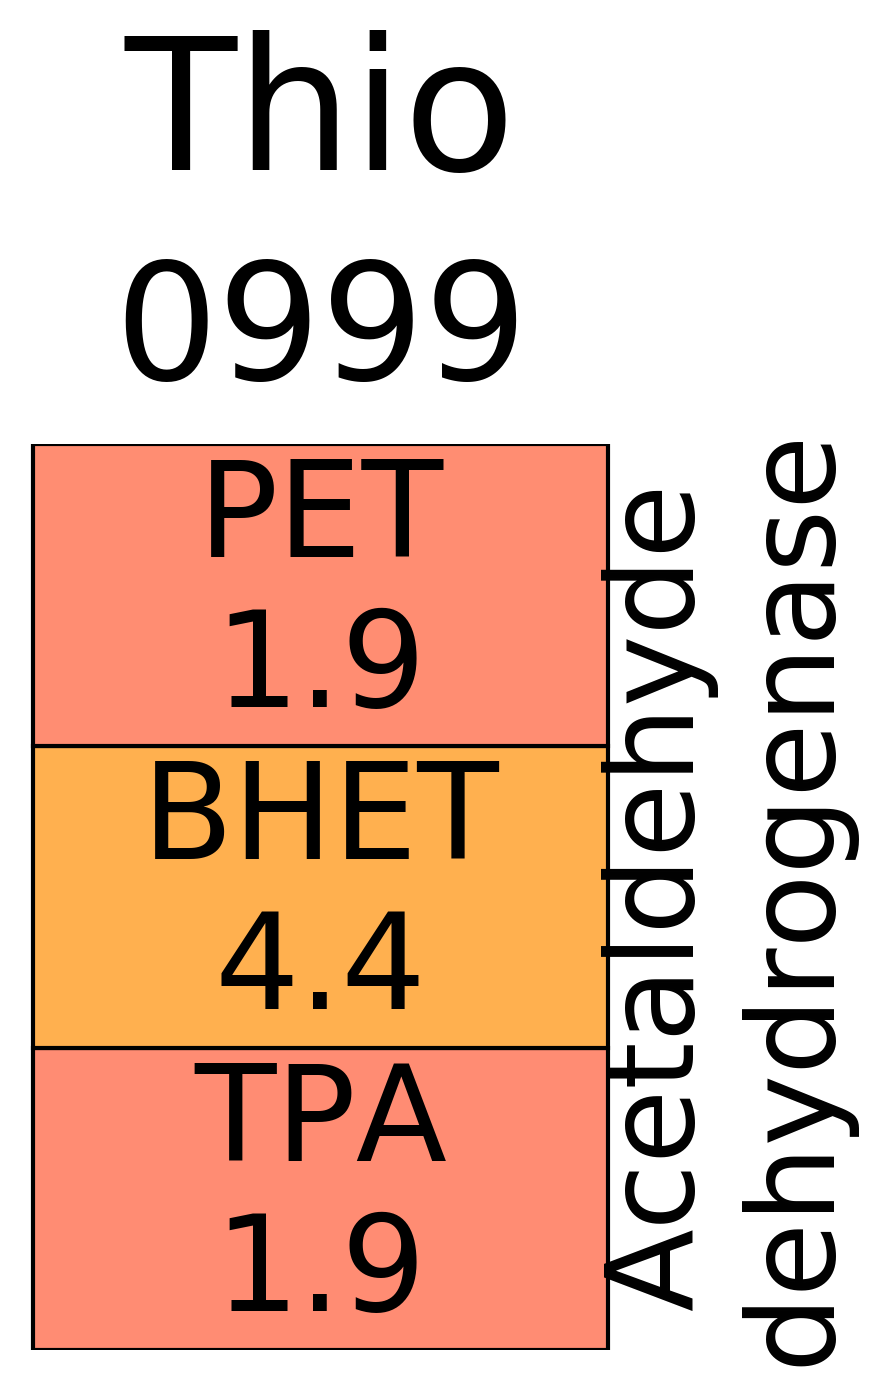 Thio
0999
PET
1.9
BHET
4.4
TPA
1.9
Acetaldehyde
dehydrogenase